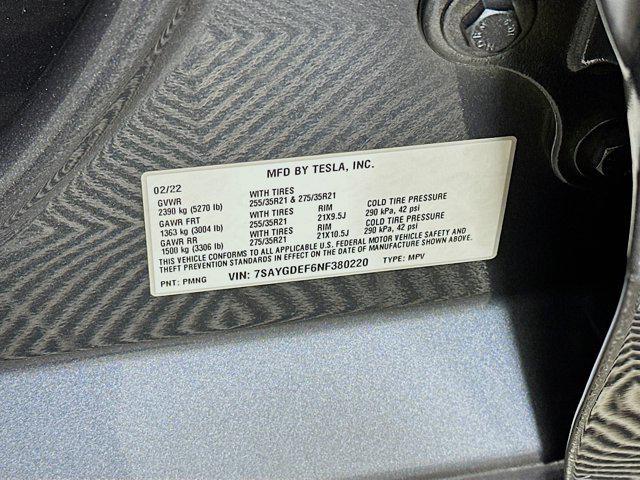 MFD BY TESLA, INC.
02/22
GVWR WITH TIRES
2390 kg (5270 lb) 255/35R21 & 275/35R21
GAWR FRT WITH TIRES RIM COLD TIRE PRESSURE
1363 kg (3004 lb) 255/35R21 21X9.5J 290 kPa, 42 psi
GAWR RR WITH TIRES RIM COLD TIRE PRESSURE
1500 kg (3306 lb) 275/35R21 21X10.5J 290 kPa, 42 psi
THIS VEHICLE CONFORMS TO ALL APPLICABLE U.S. FEDERAL MOTOR VEHICLE SAFETY AND
THEFT PREVENTION STANDARDS IN EFFECT ON THE DATE OF MANUFACTURE SHOWN ABOVE.
PNT: PMNG VIN: 7SAYGDEF6NF380220 TYPE: MPV